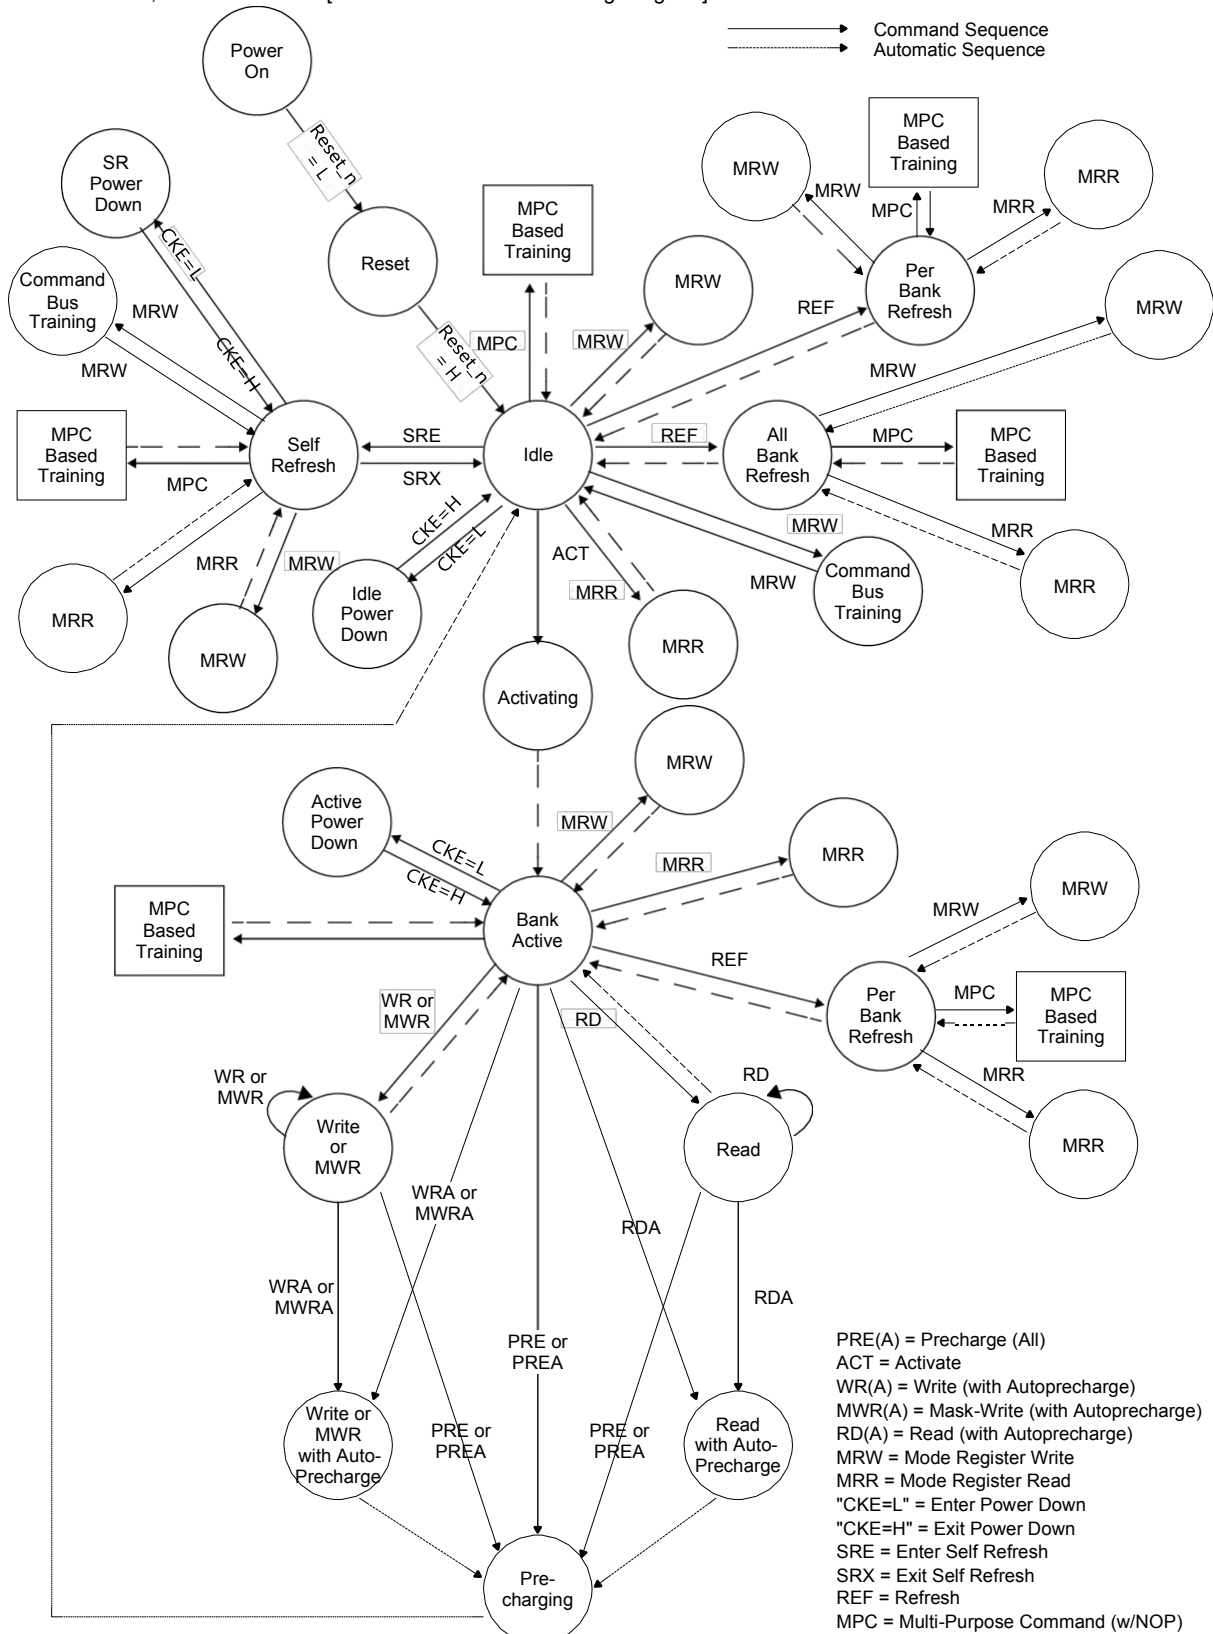 Power
On
Command Sequence
Automatic Sequence
Reset_n
= L
SR
Power
Down
MPC
Based
Training
MRW
MRR
MRW
MPC
MRR
MPC
Based
Training
CKE=L
Reset
Command
Bus
Training
MRW
MRW
Per
Bank
Refresh
MRW
REF
MRW
CKE=H
MPC
MRW
Reset_n
= H
MRW
MPC
Based
Training
Self
Refresh
SRE
SRX
Idle
REF
All
Bank
Refresh
MPC
MPC
Based
Training
MPC
CKE=H
CKE=L
MRW
MRR
MRR
MRW
ACT
MRR
MRW
Command
Bus
Training
MRR
Idle
Power
Down
MRR
MRW
MRR
Activating
MRW
Active
Power
Down
MRW
MRR
MRR
CKE=L
CKE=H
MPC
Based
Training
Bank
Active
MRW
MRW
REF
WR or
MWR
RD
Per
Bank
Refresh
MPC
MPC
Based
Training
WR or
MWR
RD
MRR
Write
or
MWR
Read
MRR
WRA or
MWRA
RDA
WRA or
MWRA
RDA
PRE or
PREA
Write or
MWR
with Auto-
Precharge
PRE or
PREA
PRE or
PREA
Read
with Auto-
Precharge
Pre-
charging
PRE(A) = Precharge (All)
ACT = Activate
WR(A) = Write (with Autoprecharge)
MWR(A) = Mask-Write (with Autoprecharge)
RD(A) = Read (with Autoprecharge)
MRW = Mode Register Write
MRR = Mode Register Read
"CKE=L" = Enter Power Down
"CKE=H" = Exit Power Down
SRE = Enter Self Refresh
SRX = Exit Self Refresh
REF = Refresh
MPC = Multi-Purpose Command (w/NOP)